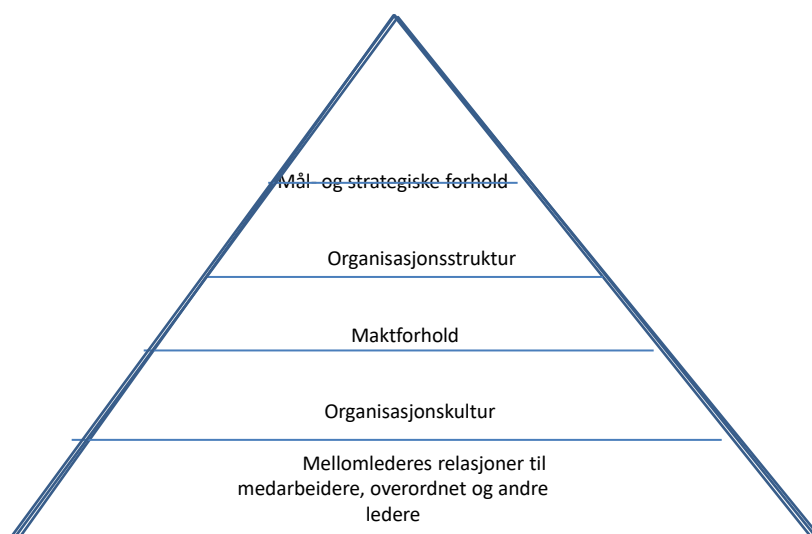 Mål- og strategiske forhold
Organisasjonsstruktur
Maktforhold
Organisasjonskultur
Mellomlederes relasjoner til
medarbeidere, overordnet og andre
ledere